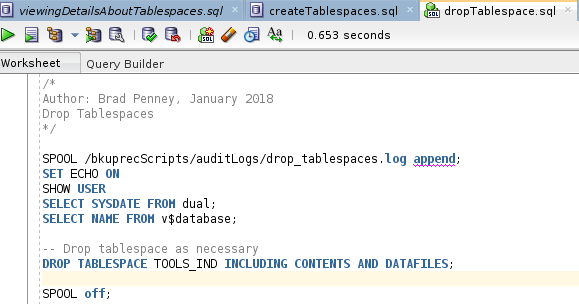 viewingDetailsAboutTablespaces.sql createTablespaces.sql dropTablespace.sql
SQL Aa 0.653 seconds
Worksheet Query Builder
/*
Author: Brad Penney, January 2018
Drop Tablespaces
*/
SPOOL /bkuprecScripts/auditLogs/drop_tablespaces.log append;
SET ECHO ON
SHOW USER
SELECT SYSDATE FROM dual;
SELECT NAME FROM v$database;
-- Drop tablespace as necessary
DROP TABLESPACE TOOLS_IND INCLUDING CONTENTS AND DATAFILES;
SPOOL off;